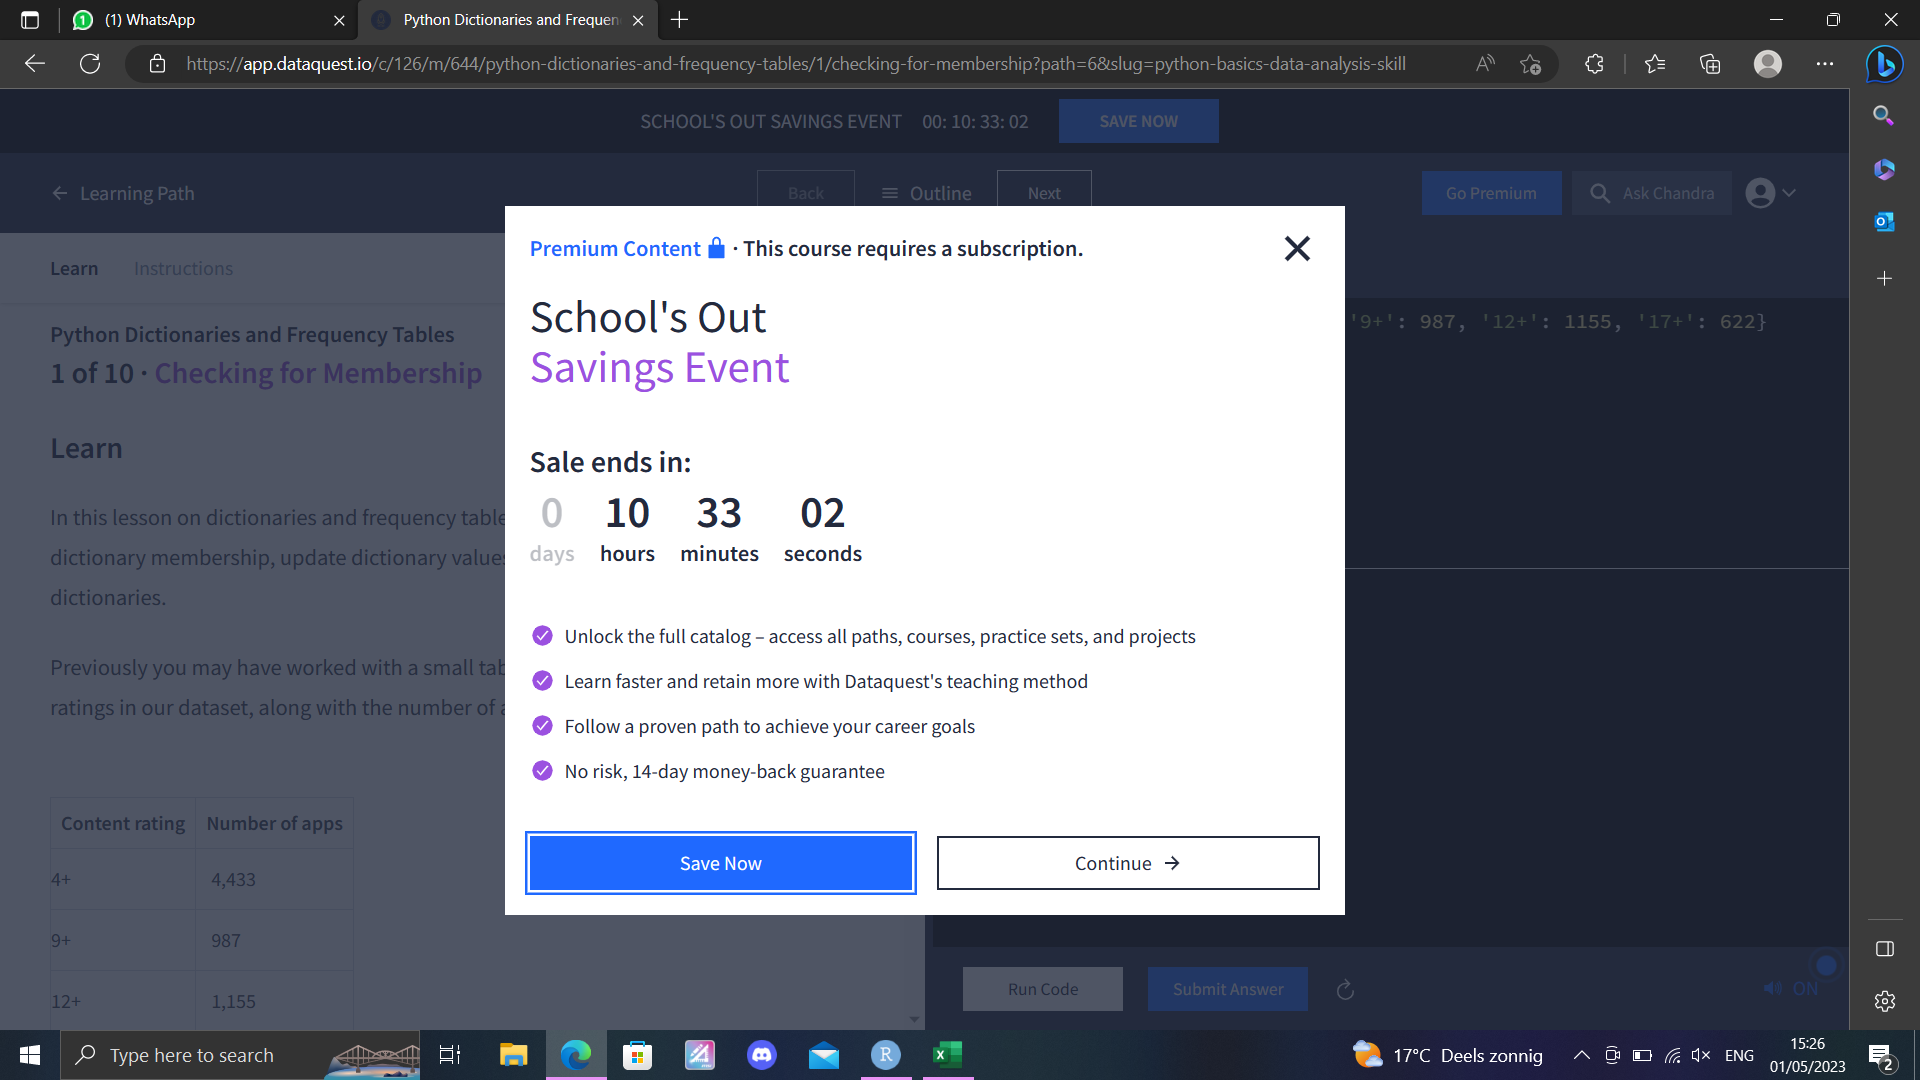 (1) WhatsApp
Python Dictionaries and Frequen
https://app.dataquest.io/c/126/m/644/python-dictionaries-and-frequency-tables/1/checking-for-membership?path=6&slug=python-basics-data-analysis-skill
SCHOOL'S OUT SAVINGS EVENT 00: 10: 33: 02 SAVE NOW
Learning Path
Back
Outline
Next
Go Premium
Ask Chandra
Learn Instructions
Python Dictionaries and Frequency Tables
1 of 10 · Checking for Membership
Learn
In this lesson on dictionaries and frequency table
dictionary membership, update dictionary values
dictionaries.
Previously you may have worked with a small tab
ratings in our dataset, along with the number of a
Content rating Number of apps
4+ 4,433
9+ 987
12+ 1,155
Premium Content · This course requires a subscription.
School's Out
Savings Event
Sale ends in:
0 10 33 02
days hours minutes seconds
Unlock the full catalog – access all paths, courses, practice sets, and projects
Learn faster and retain more with Dataquest's teaching method
Follow a proven path to achieve your career goals
No risk, 14-day money-back guarantee
Save Now
Continue →
'9+': 987, '12+': 1155, '17+': 622}
Run Code
Submit Answer
ON
Type here to search
17°C Deels zonnig
ENG
15:26
01/05/2023
2